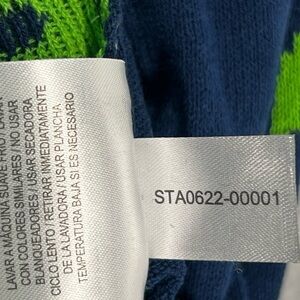 LAVAR A MÁQUINA SUAVE FRÍO / LAVAR
CON COLORES SIMILARES / NO USAR
BLANQUEADORES / USAR SECADORA
CICLO LENTO / RETIRAR INMEDIATAMENTE
DE LA LAVADORA / USAR PLANCHA
TEMPERATURA BAJA SI ES NECESARIO
STA0622-00001